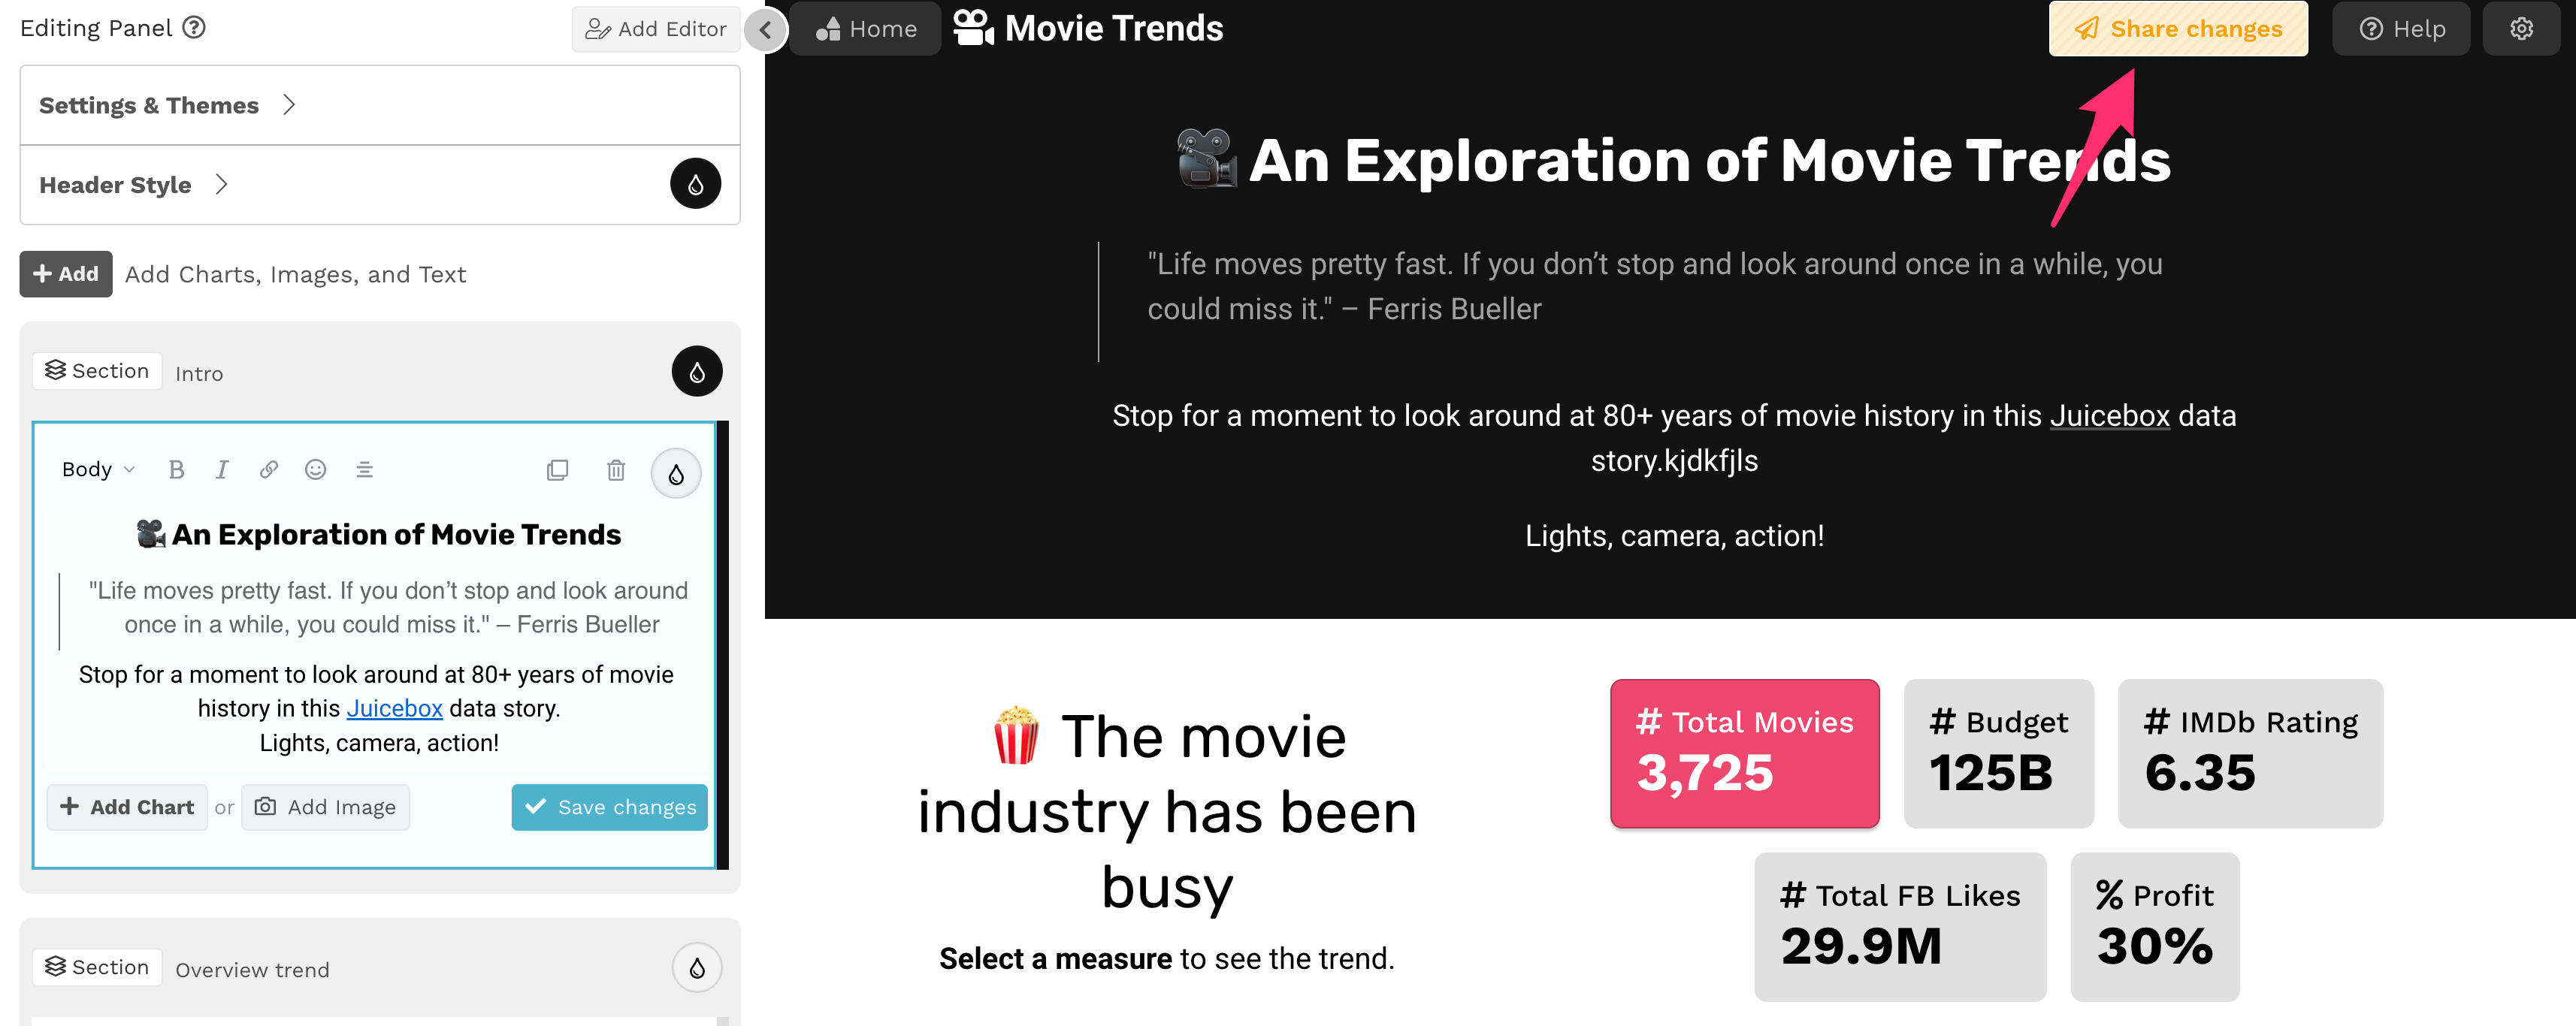 Editing Panel
Add Editor
Settings & Themes
Header Style
+ Add
Add Charts, Images, and Text
Section
Intro
Body
B
I
An Exploration of Movie Trends
"Life moves pretty fast. If you don’t stop and look around
once in a while, you could miss it." – Ferris Bueller
Stop for a moment to look around at 80+ years of movie
history in this Juicebox data story.
Lights, camera, action!
+ Add Chart
or
Add Image
Save changes
Section
Overview trend
Home
Movie Trends
Share changes
Help
An Exploration of Movie Trends
"Life moves pretty fast. If you don’t stop and look around once in a while, you
could miss it." – Ferris Bueller
Stop for a moment to look around at 80+ years of movie history in this Juicebox data
story.kjdkfjls
Lights, camera, action!
The movie
industry has been
busy
Select a measure to see the trend.
# Total Movies
3,725
# Budget
125B
# IMDb Rating
6.35
# Total FB Likes
29.9M
% Profit
30%